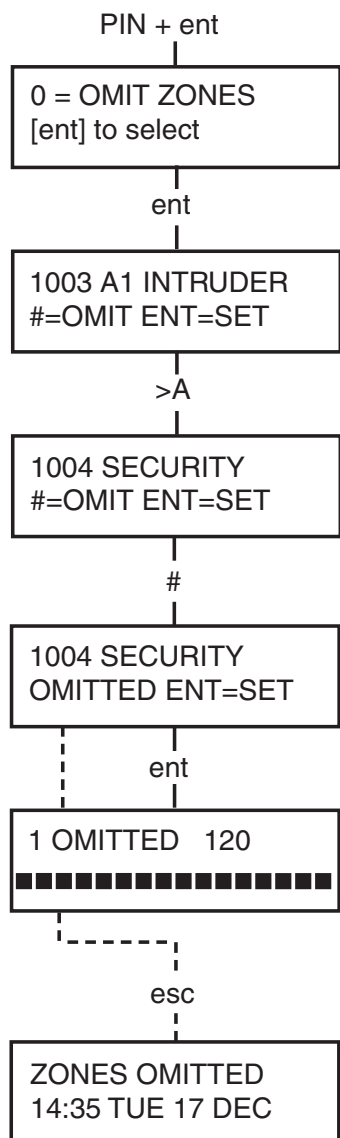 PIN + ent
0 = OMIT ZONES
[ent] to select
ent
1003 A1 INTRUDER
#=OMIT ENT=SET
>A
1004 SECURITY
#=OMIT ENT=SET
#
1004 SECURITY
OMITTED ENT=SET
ent
1 OMITTED 120
■■■■■■■■■■■■■■■■
esc
ZONES OMITTED
14:35 TUE 17 DEC